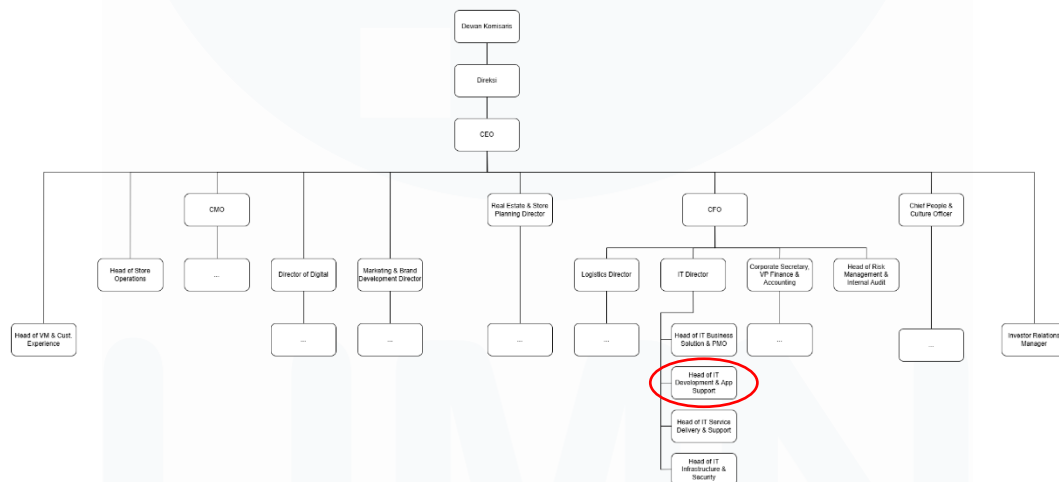 Dewan Komisaris
Direksi
CEO
CMO
Real Estate & Store
Planning Director
CFO
Chief People &
Culture Officer
Head of Store
Operations
...
Director of Digital
Marketing & Brand
Development Director
Logistics Director
IT Director
Corporate Secretary,
VP Finance &
Accounting
Head of Risk
Management &
Internal Audit
Head of VM & Cust.
Experience
...
...
...
...
Head of IT Business
Solution & PMO
...
...
Investor Relations
Manager
Head of IT
Development & App
Support
Head of IT Service
Delivery & Support
Head of IT
Infrastructure &
Security